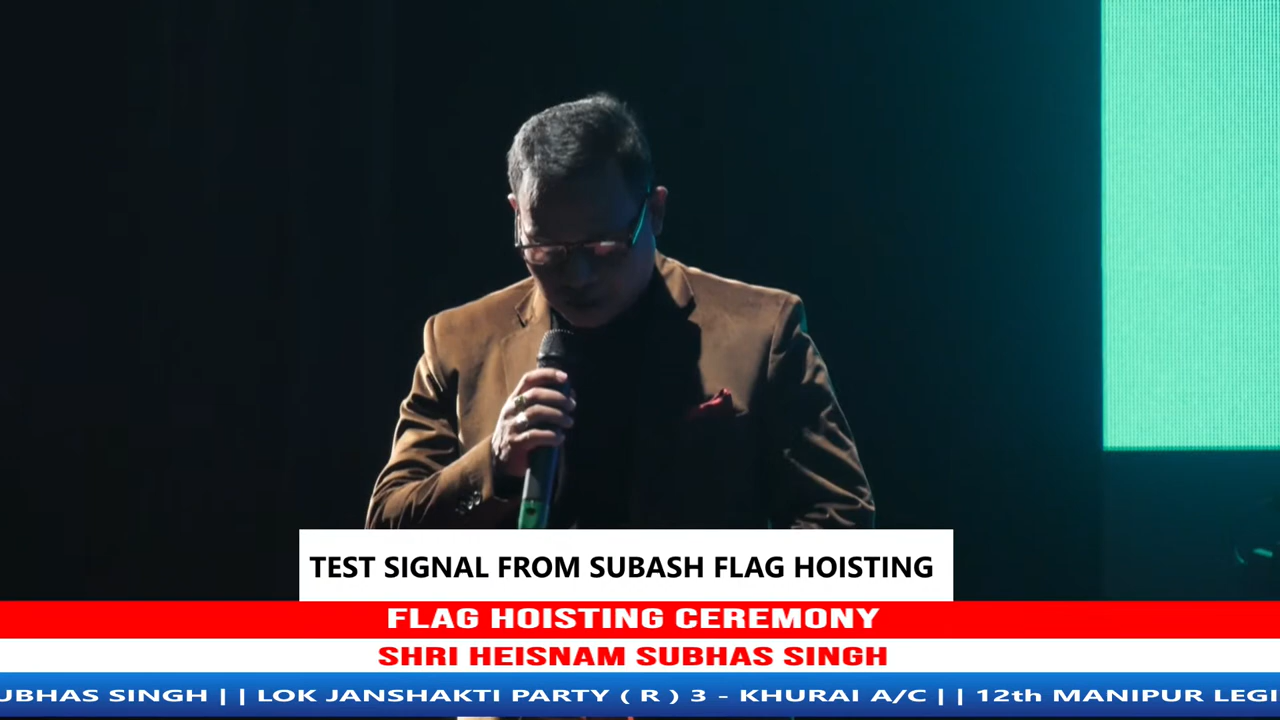 TEST SIGNAL FROM SUBASH FLAG HOISTING
FLAG HOISTING CEREMONY
SHRI HEISNAM SUBHAS SINGH
UBHAS SINGH | | LOK JANSHAKTI PARTY ( R ) 3 - KHURAI A/C | | 12th MANIPUR LEGI